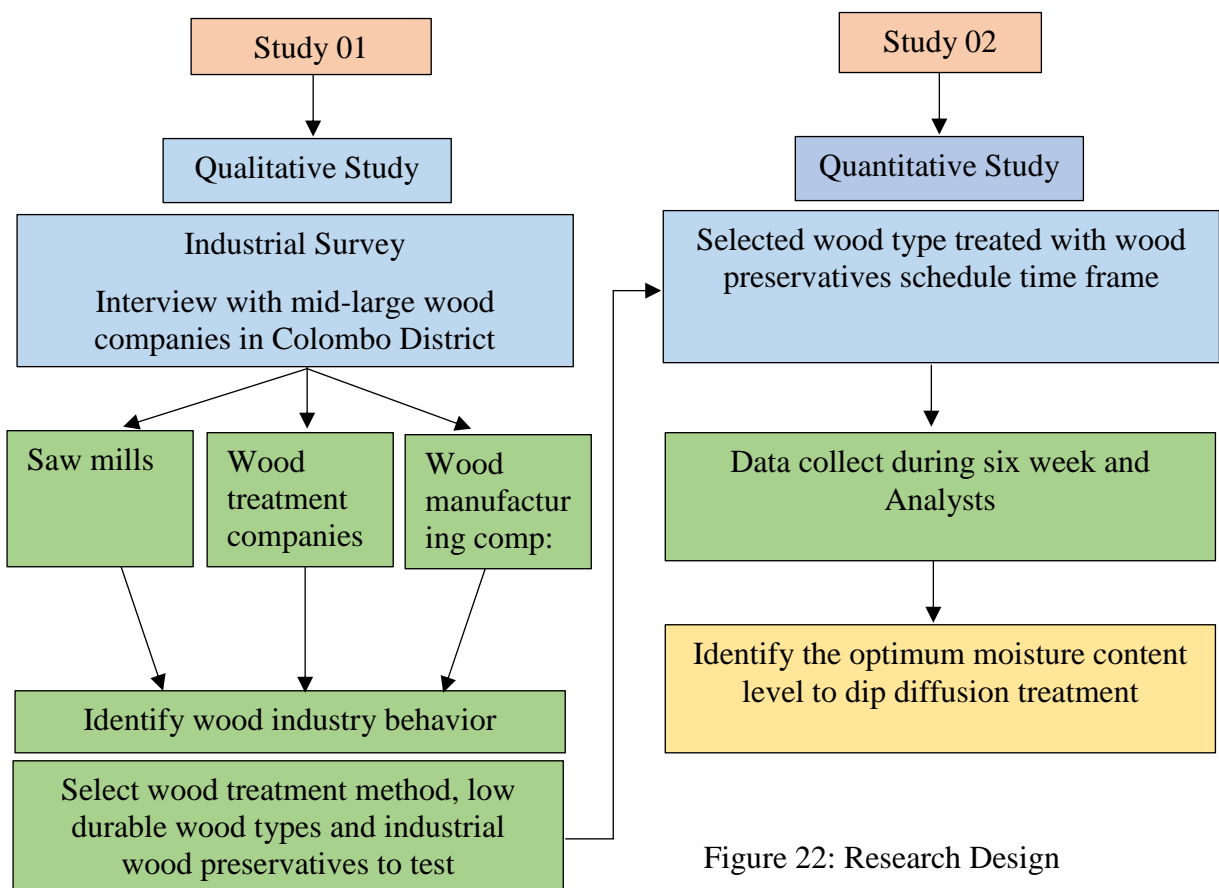 Study 01
Qualitative Study
Industrial Survey
Interview with mid-large wood
companies in Colombo District
Saw mills
Wood
treatment
companies
Wood
manufactur
ing comp:
Identify wood industry behavior
Select wood treatment method, low
durable wood types and industrial
wood preservatives to test
Study 02
Quantitative Study
Selected wood type treated with wood
preservatives schedule time frame
Data collect during six week and
Analysts
Identify the optimum moisture content
level to dip diffusion treatment
Figure 22: Research Design